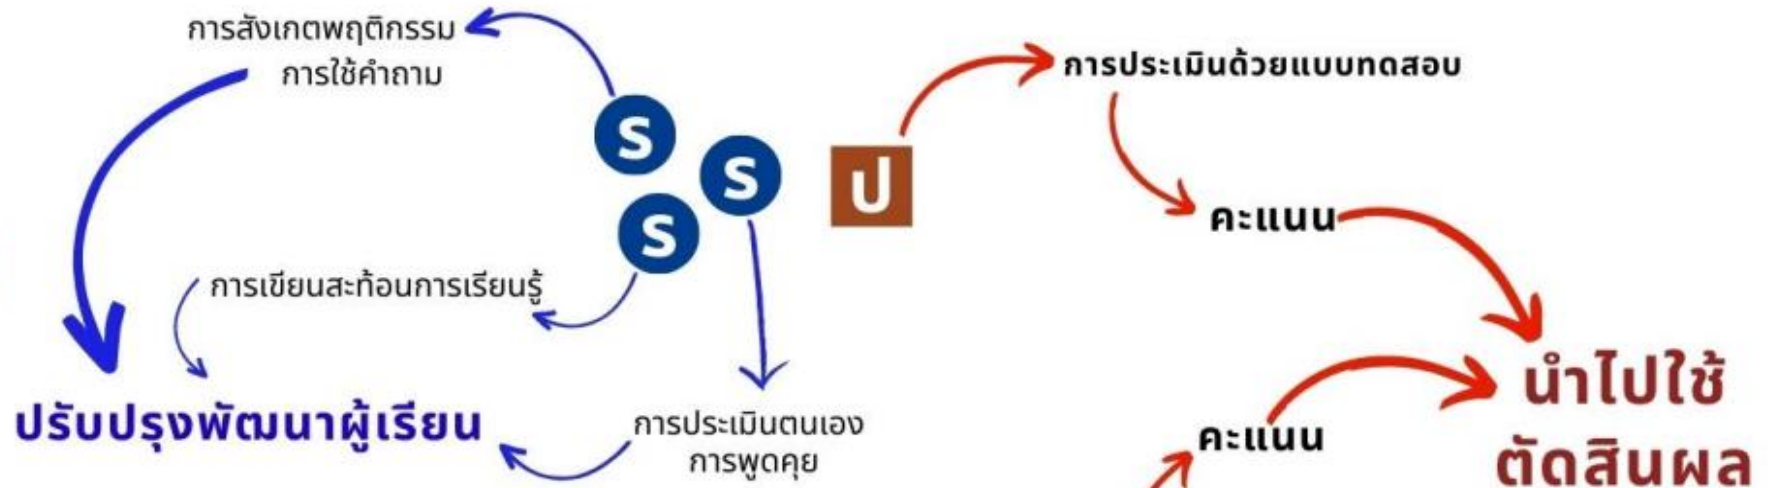 การสังเกตพฤติกรรม
การใช้คำถาม
S
S
S
การเขียนสะท้อนการเรียนรู้
ปรับปรุงพัฒนาผู้เรียน
การประเมินตนเอง
การพูดคุย
ป
การประเมินด้วยแบบทดสอบ
คะแนน
คะแนน
นำไปใช้
ตัดสินผล